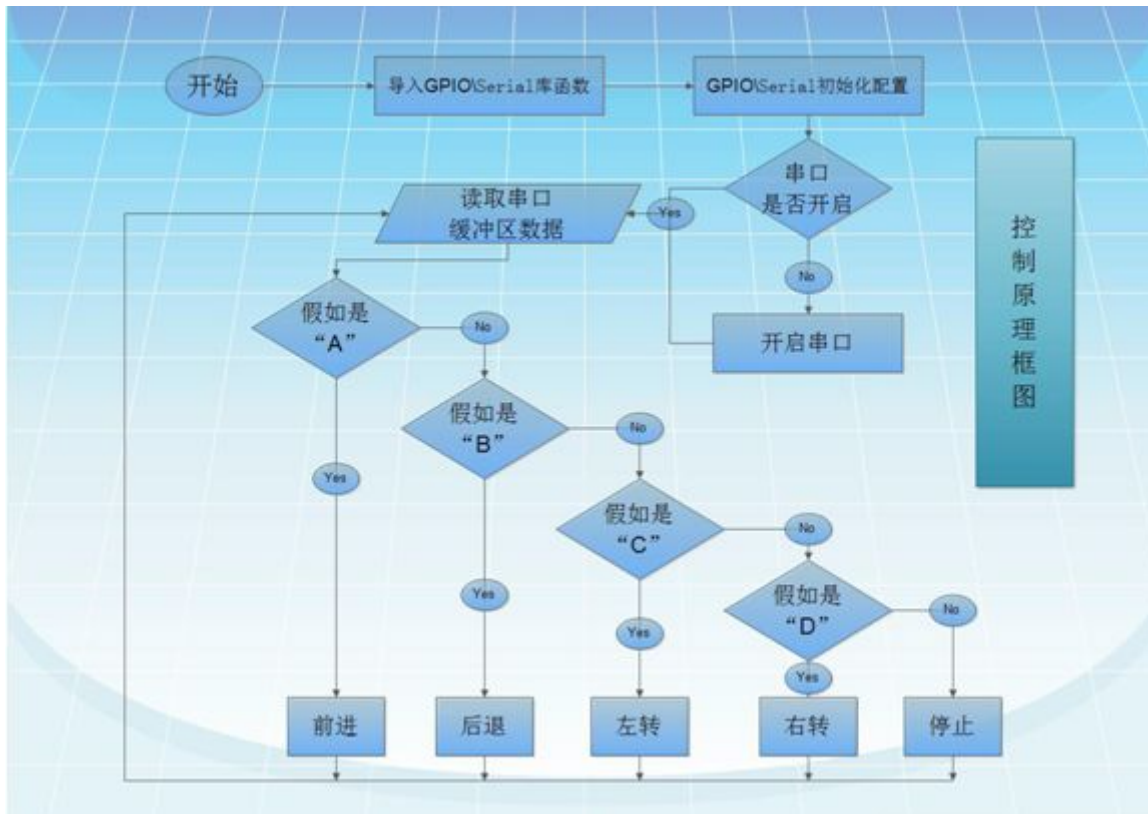 开始
导入GPIO\Serial库函数
GPIO\Serial初始化配置
串口
是否开启
Yes
读取串口
缓冲区数据
No
开启串口
控
制
原
理
框
图
假如是
“A”
No
假如是
“B”
No
Yes
假如是
“C”
No
Yes
假如是
“D”
No
Yes
Yes
前进
后退
左转
右转
停止